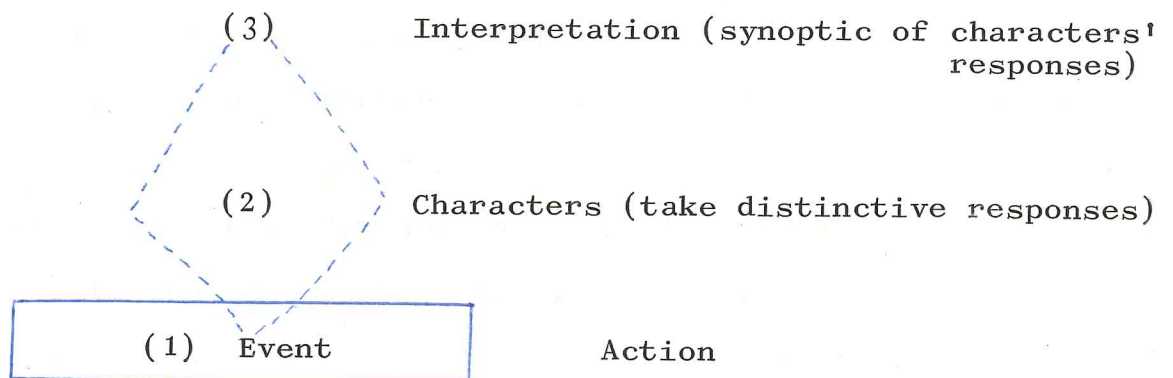 (3) Interpretation (synoptic of characters'
responses)
(2) Characters (take distinctive responses)
(1) Event Action